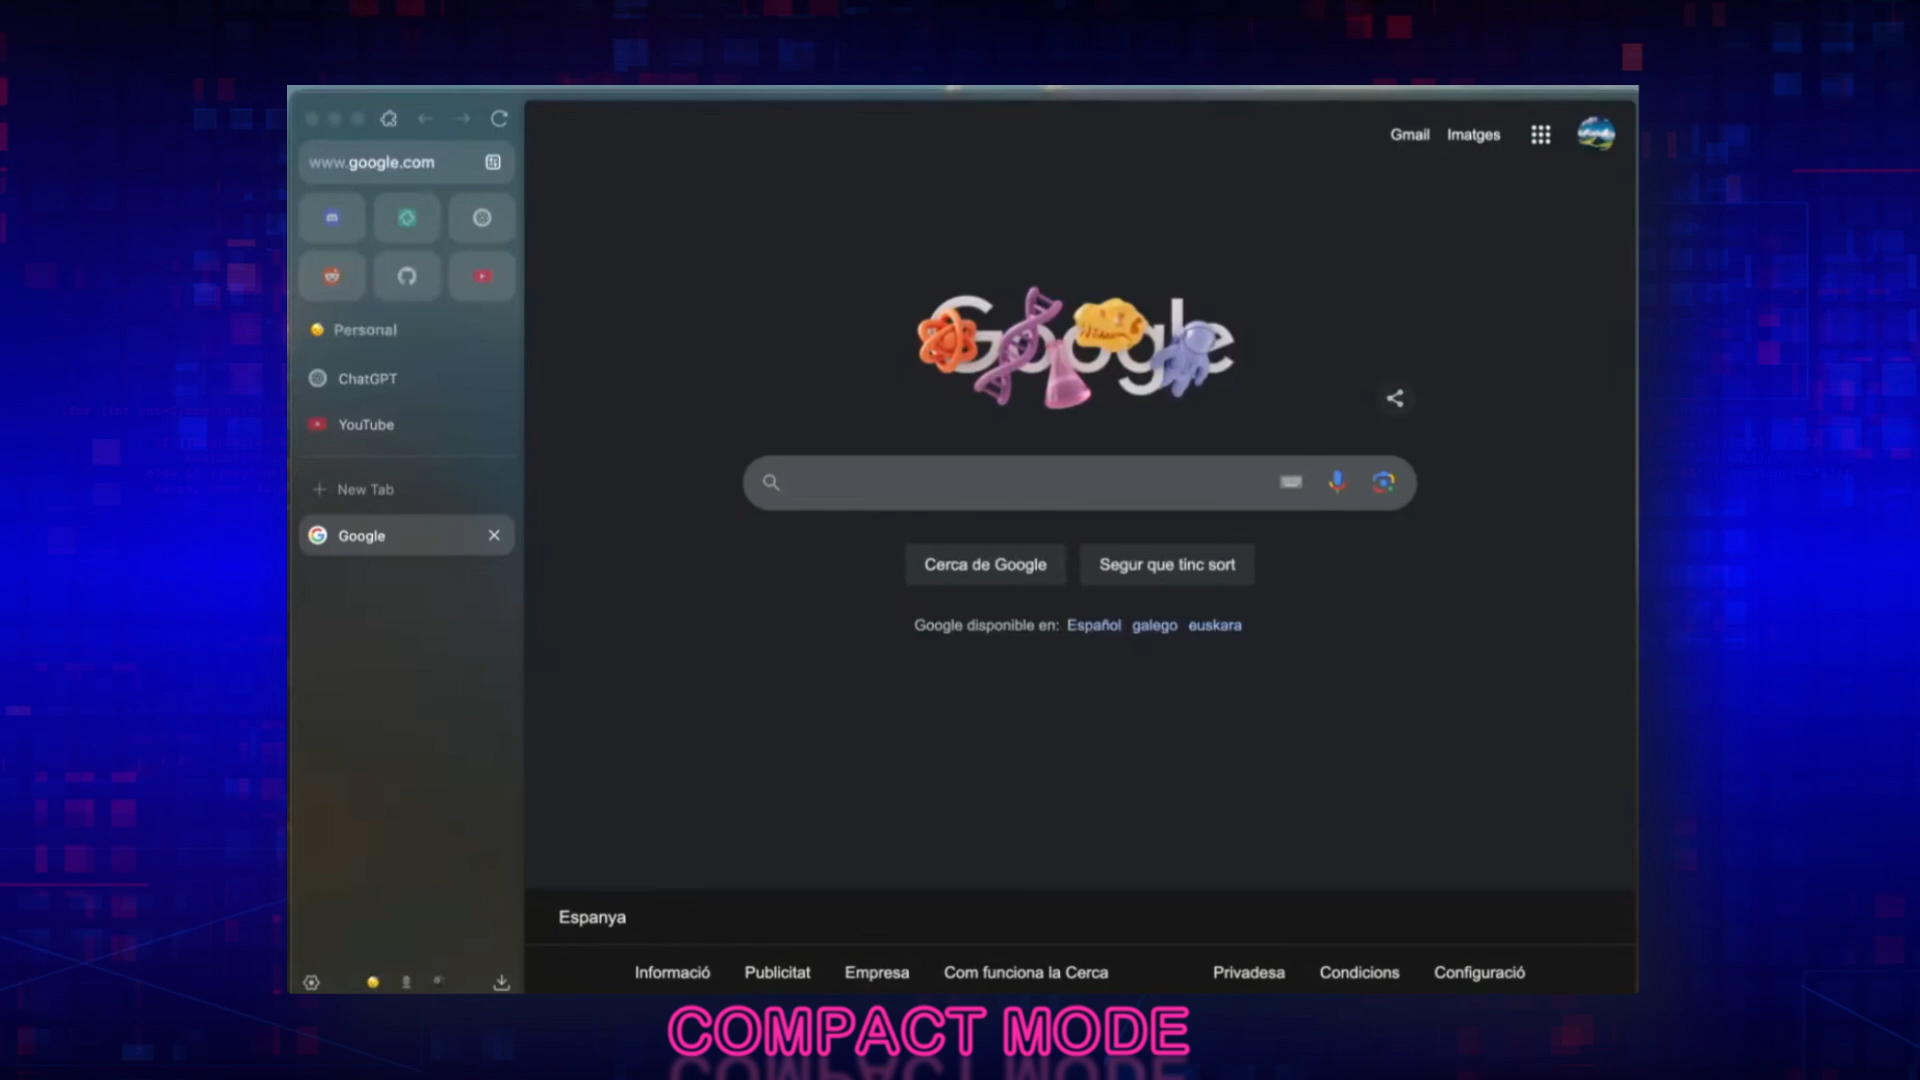 www.google.com
Personal
ChatGPT
YouTube
New Tab
Google
Gmail
Imatges
Google
Cerca de Google
Segur que tinc sort
Google disponible en: Español galego euskara
Espanya
Informació
Publicitat
Empresa
Com funciona la Cerca
Privadesa
Condicions
Configuració
COMPACT MODE